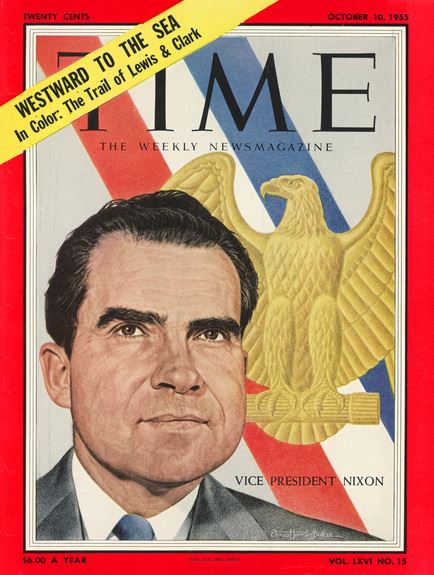 TWENTY CENTS
OCTOBER 10, 1955
WESTWARD TO THE SEA
In Color: The Trail of Lewis & Clark
TIME
THE WEEKLY NEWSMAGAZINE
VICE PRESIDENT NIXON
$6.00 A YEAR
VOL. LXVI NO. 15